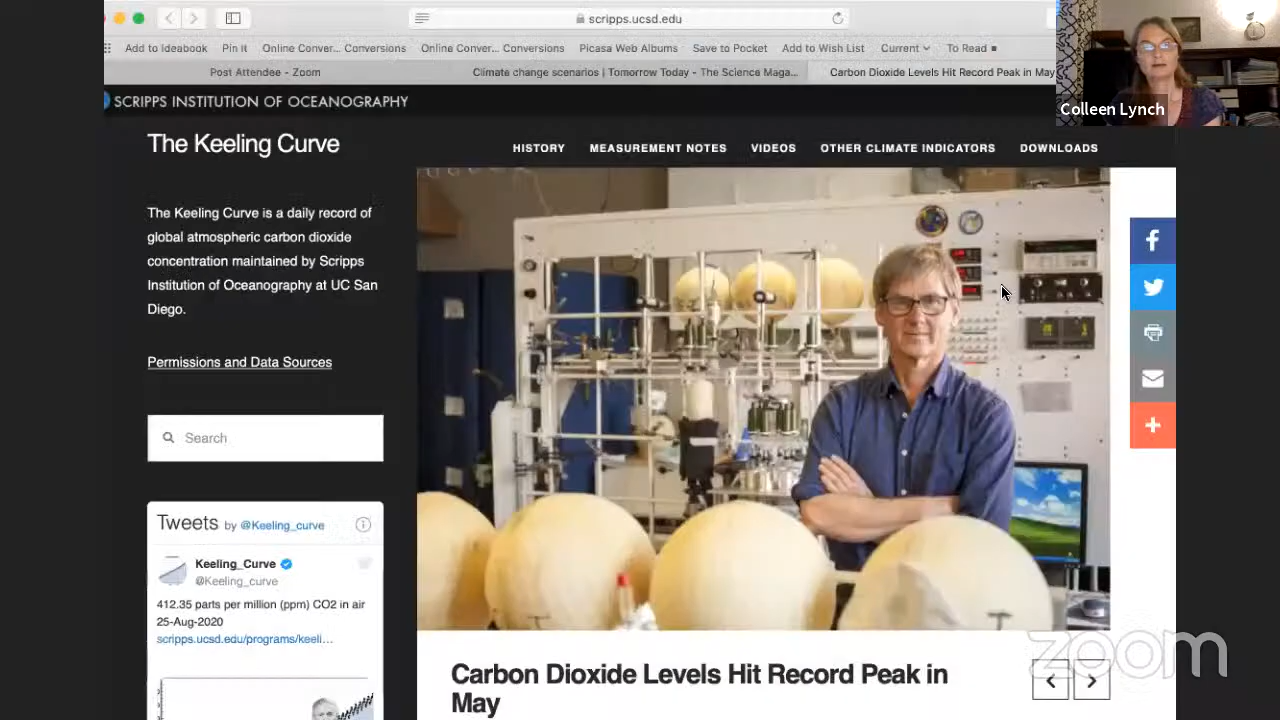 scripps.ucsd.edu
Add to Ideabook
Pin It
Online Conver... Conversions
Online Conver... Conversions
Picasa Web Albums
Save to Pocket
Add to Wish List
Current
To Read
Post Attendee - Zoom
Climate change scenarios | Tomorrow Today - The Science Maga...
Carbon Dioxide Levels Hit Record Peak in May
Colleen Lynch
SCRIPPS INSTITUTION OF OCEANOGRAPHY
The Keeling Curve
HISTORY
MEASUREMENT NOTES
VIDEOS
OTHER CLIMATE INDICATORS
DOWNLOADS
The Keeling Curve is a daily record of
global atmospheric carbon dioxide
concentration maintained by Scripps
Institution of Oceanography at UC San
Diego.
Permissions and Data Sources
Search
Tweets by @Keeling_curve
Keeling_Curve
@Keeling_curve
412.35 parts per million (ppm) CO2 in air
25-Aug-2020
scripps.ucsd.edu/programs/keeli...
Carbon Dioxide Levels Hit Record Peak in
May
zoom